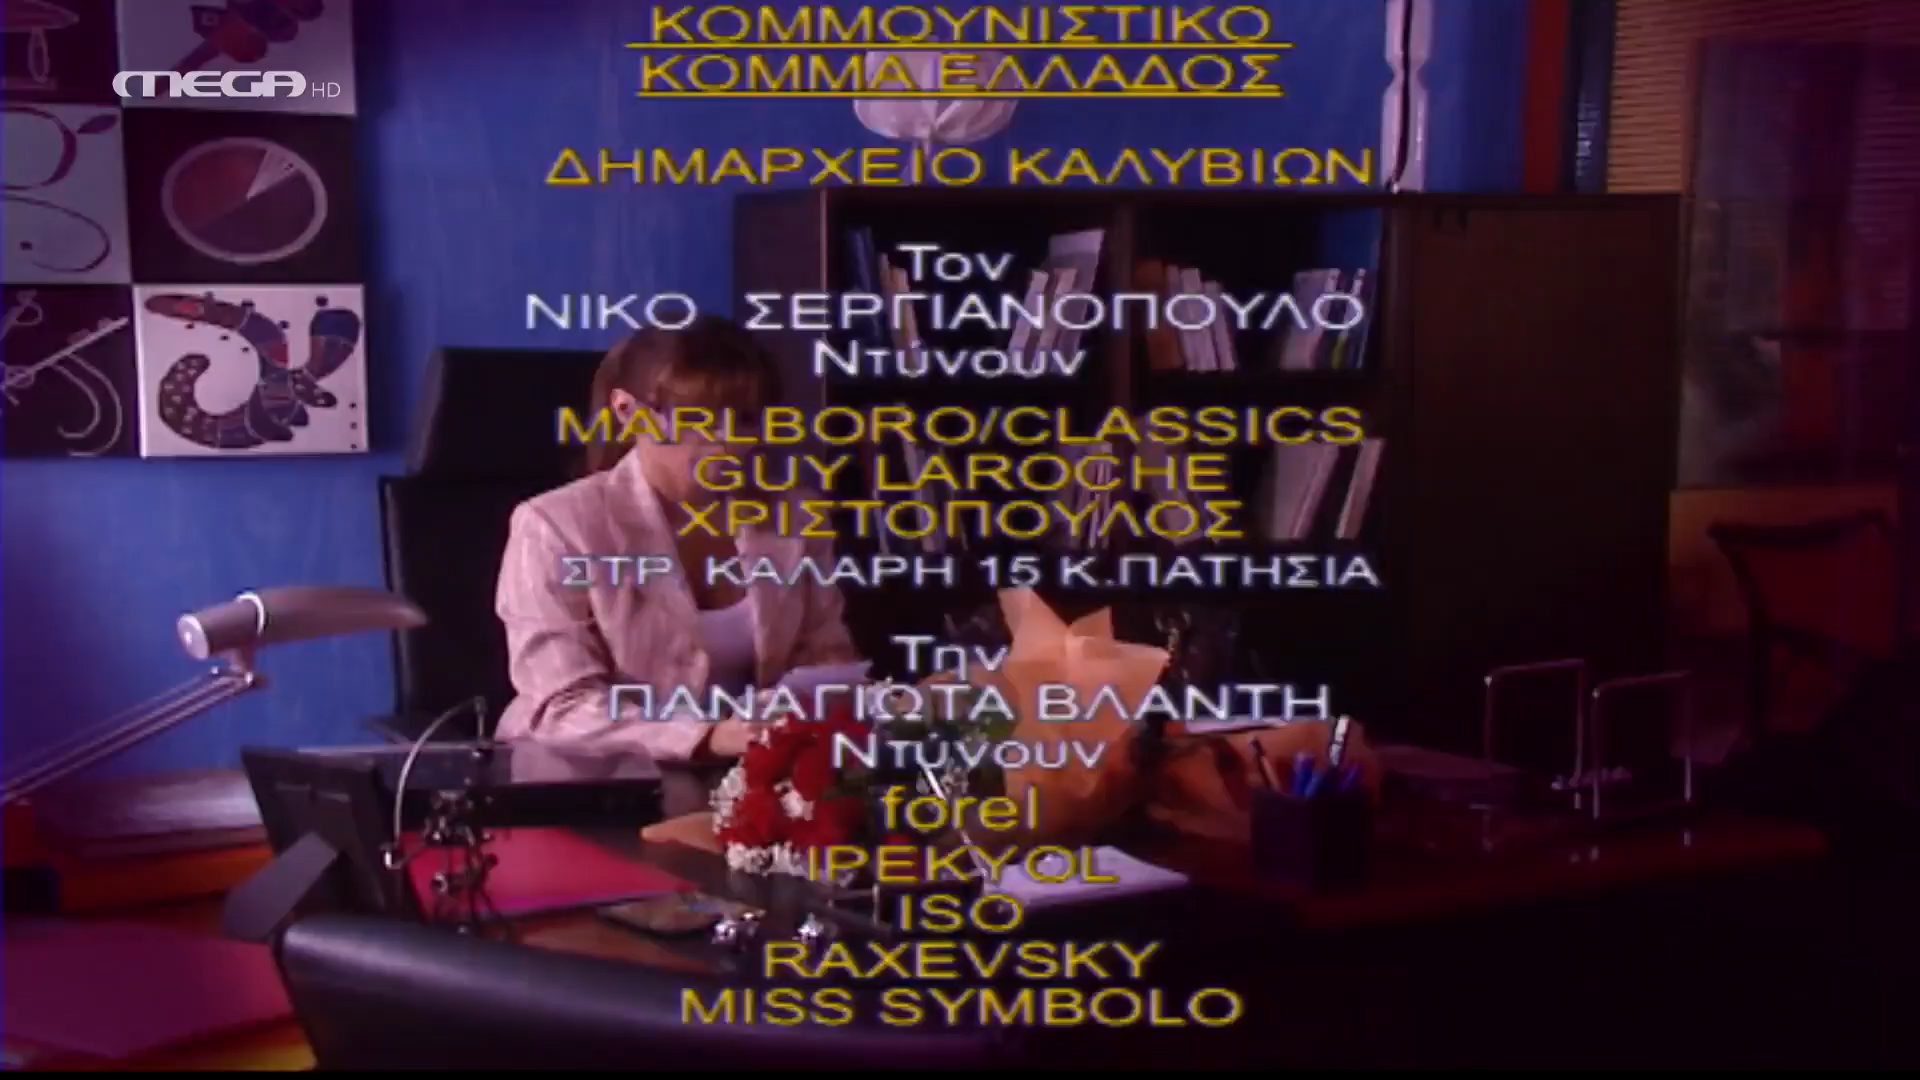 MEGA HD
ΚΟΜΜΟΥΝΙΣΤΙΚΟ
ΚΟΜΜΑ ΕΛΛΑΔΟΣ
ΔΗΜΑΡΧΕΙΟ ΚΑΛΥΒΙΩΝ
Τον
ΝΙΚΟ ΣΕΡΓΙΑΝΟΠΟΥΛΟ
Ντύνουν
MARLBORO/CLASSICS
GUY LAROCHE
ΧΡΙΣΤΟΠΟΥΛΟΣ
ΣΤΡ ΚΑΛΑΡΗ 15 Κ.ΠΑΤΗΣΙΑ
Την
ΠΑΝΑΓΙΩΤΑ ΒΛΑΝΤΗ
Ντύνουν
forel
IPEKYOL
ISO
RAXEVSKY
MISS SYMBOLO